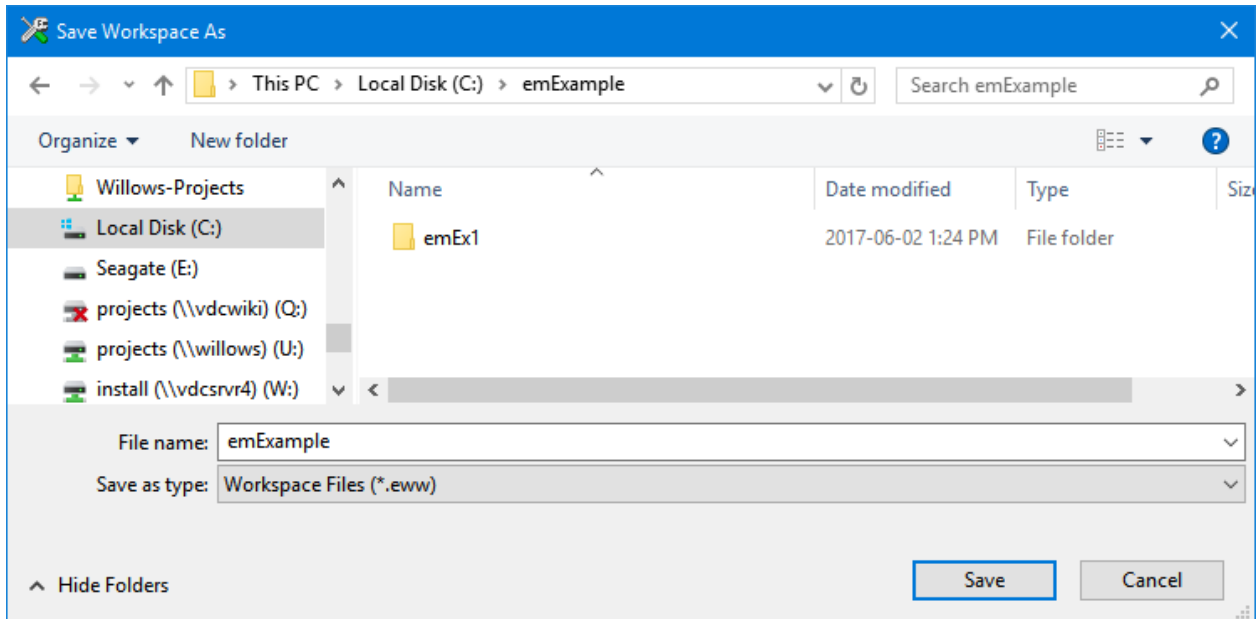 Save Workspace As
This PC > Local Disk (C:) > emExample
Search emExample
Organize
New folder
Willows-Projects
Local Disk (C:)
Seagate (E:)
projects (\\vdcwiki) (Q:)
projects (\\willows) (U:)
install (\\vdcsrvr4) (W:)
Name Date modified Type Size
emEx1 2017-06-02 1:24 PM File folder
File name: emExample
Save as type: Workspace Files (*.eww)
Hide Folders
Save
Cancel